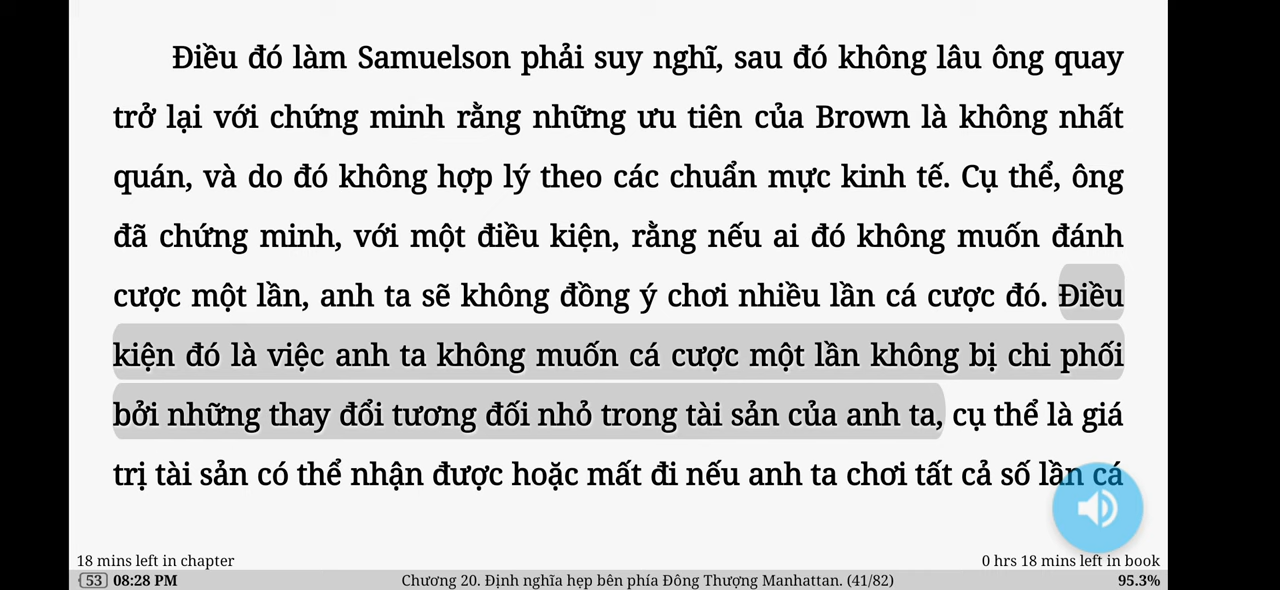 Điều đó làm Samuelson phải suy nghĩ, sau đó không lâu ông quay
trở lại với chứng minh rằng những ưu tiên của Brown là không nhất
quán, và do đó không hợp lý theo các chuẩn mực kinh tế. Cụ thể, ông
đã chứng minh, với một điều kiện, rằng nếu ai đó không muốn đánh
cược một lần, anh ta sẽ không đồng ý chơi nhiều lần cá cược đó. Điều
kiện đó là việc anh ta không muốn cá cược một lần không bị chi phối
bởi những thay đổi tương đối nhỏ trong tài sản của anh ta, cụ thể là giá
trị tài sản có thể nhận được hoặc mất đi nếu anh ta chơi tất cả số lần cá
18 mins left in chapter 0 hrs 18 mins left in book
53 08:28 PM Chương 20. Định nghĩa hẹp bên phía Đông Thượng Manhattan. (41/82) 95.3%